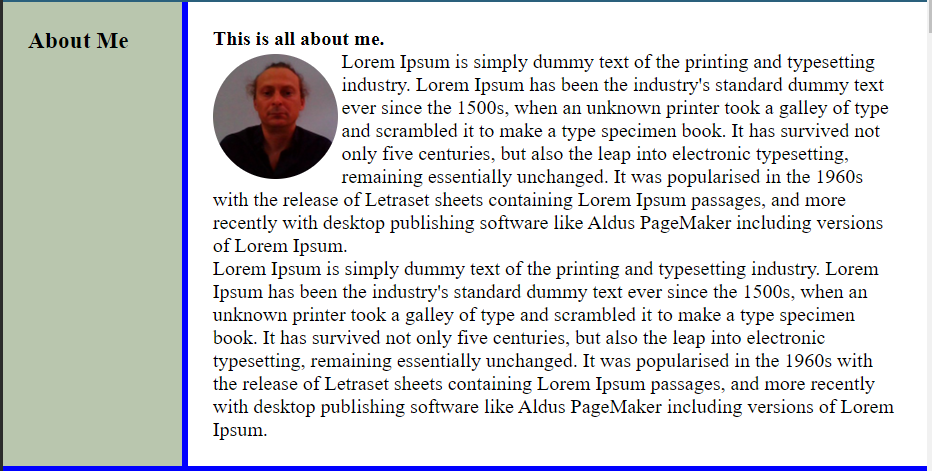 About Me
This is all about me.
Lorem Ipsum is simply dummy text of the printing and typesetting
industry. Lorem Ipsum has been the industry's standard dummy text
ever since the 1500s, when an unknown printer took a galley of type
and scrambled it to make a type specimen book. It has survived not
only five centuries, but also the leap into electronic typesetting,
remaining essentially unchanged. It was popularised in the 1960s
with the release of Letraset sheets containing Lorem Ipsum passages, and more
recently with desktop publishing software like Aldus PageMaker including versions
of Lorem Ipsum.
Lorem Ipsum is simply dummy text of the printing and typesetting industry. Lorem
Ipsum has been the industry's standard dummy text ever since the 1500s, when an
unknown printer took a galley of type and scrambled it to make a type specimen
book. It has survived not only five centuries, but also the leap into electronic
typesetting, remaining essentially unchanged. It was popularised in the 1960s with
the release of Letraset sheets containing Lorem Ipsum passages, and more recently
with desktop publishing software like Aldus PageMaker including versions of Lorem
Ipsum.